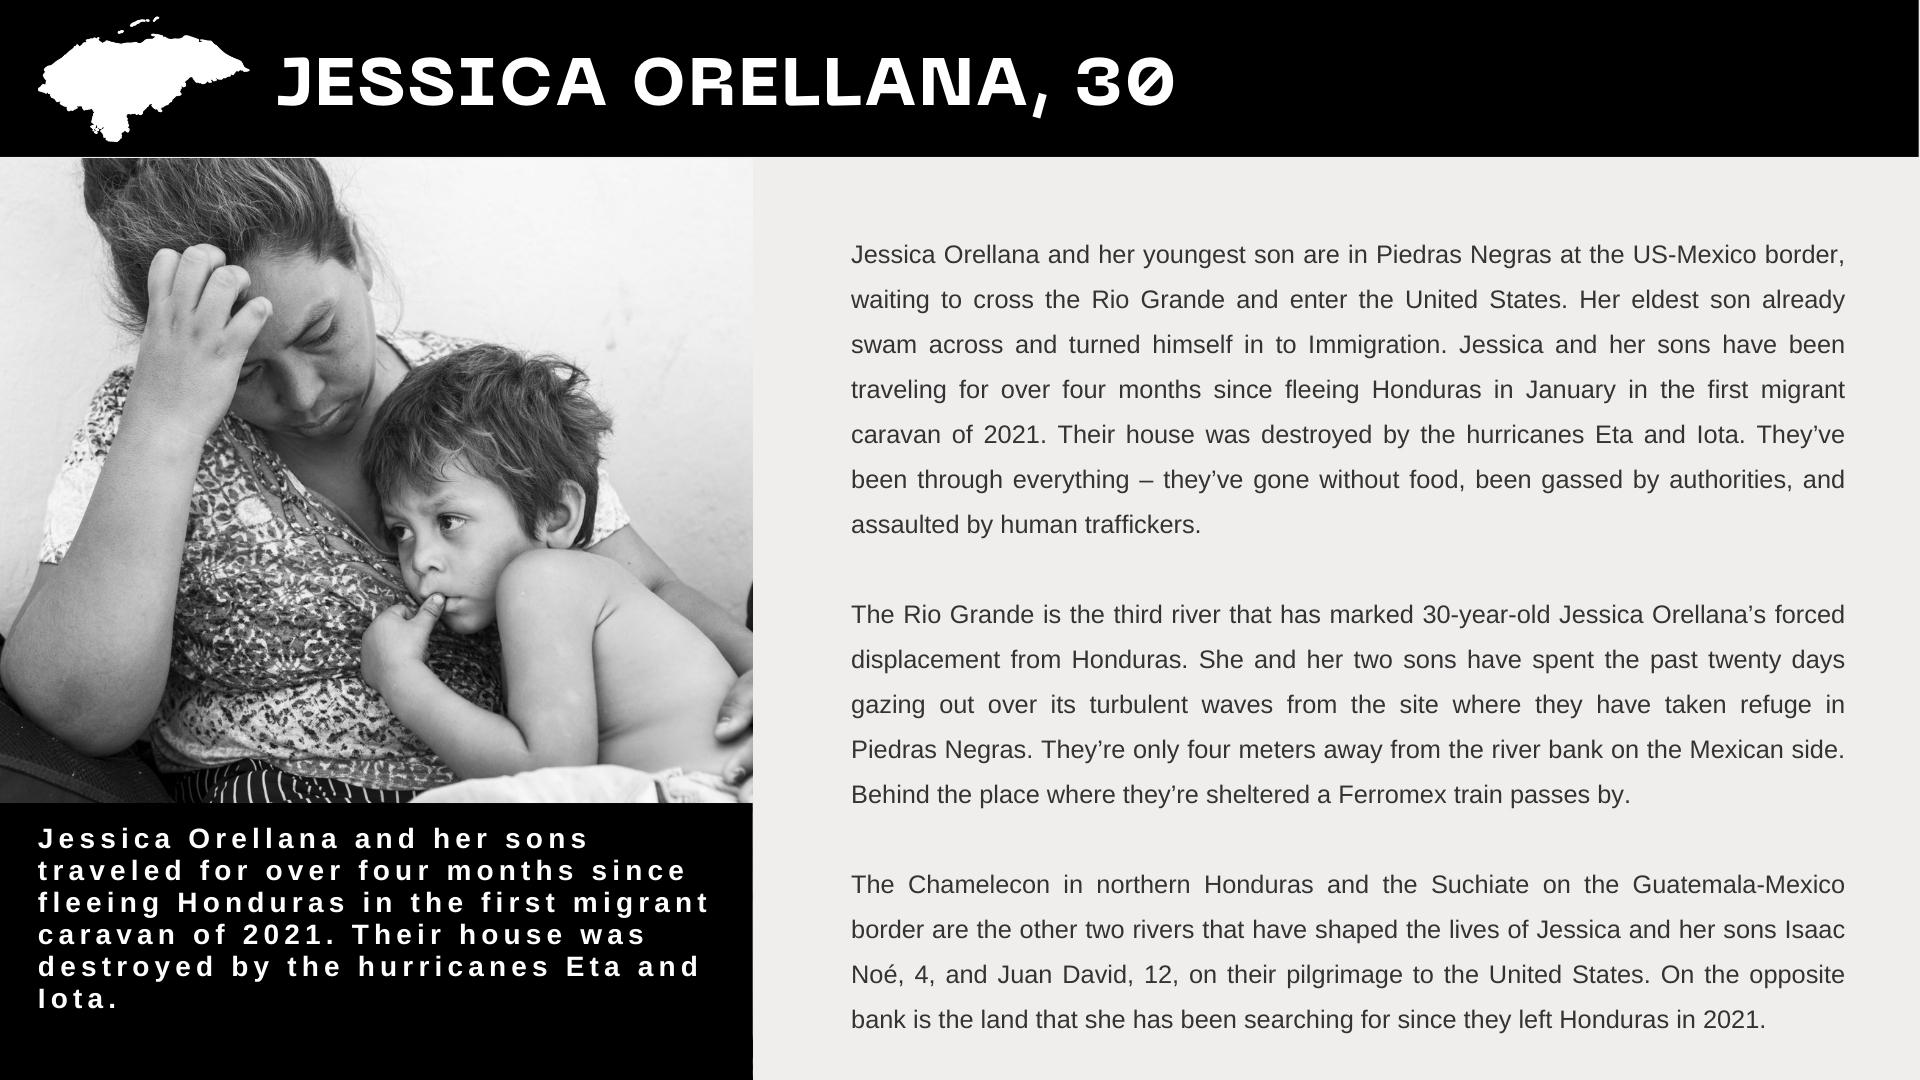 JESSICA ORELLANA, 30
Jessica Orellana and her sons
traveled for over four months since
fleeing Honduras in the first migrant
caravan of 2021. Their house was
destroyed by the hurricanes Eta and
Iota.
Jessica Orellana and her youngest son are in Piedras Negras at the US-Mexico border,
waiting to cross the Rio Grande and enter the United States. Her eldest son already
swam across and turned himself in to Immigration. Jessica and her sons have been
traveling for over four months since fleeing Honduras in January in the first migrant
caravan of 2021. Their house was destroyed by the hurricanes Eta and Iota. They’ve
been through everything – they’ve gone without food, been gassed by authorities, and
assaulted by human traffickers.
The Rio Grande is the third river that has marked 30-year-old Jessica Orellana’s forced
displacement from Honduras. She and her two sons have spent the past twenty days
gazing out over its turbulent waves from the site where they have taken refuge in
Piedras Negras. They’re only four meters away from the river bank on the Mexican side.
Behind the place where they’re sheltered a Ferromex train passes by.
The Chamelecon in northern Honduras and the Suchiate on the Guatemala-Mexico
border are the other two rivers that have shaped the lives of Jessica and her sons Isaac
Noé, 4, and Juan David, 12, on their pilgrimage to the United States. On the opposite
bank is the land that she has been searching for since they left Honduras in 2021.